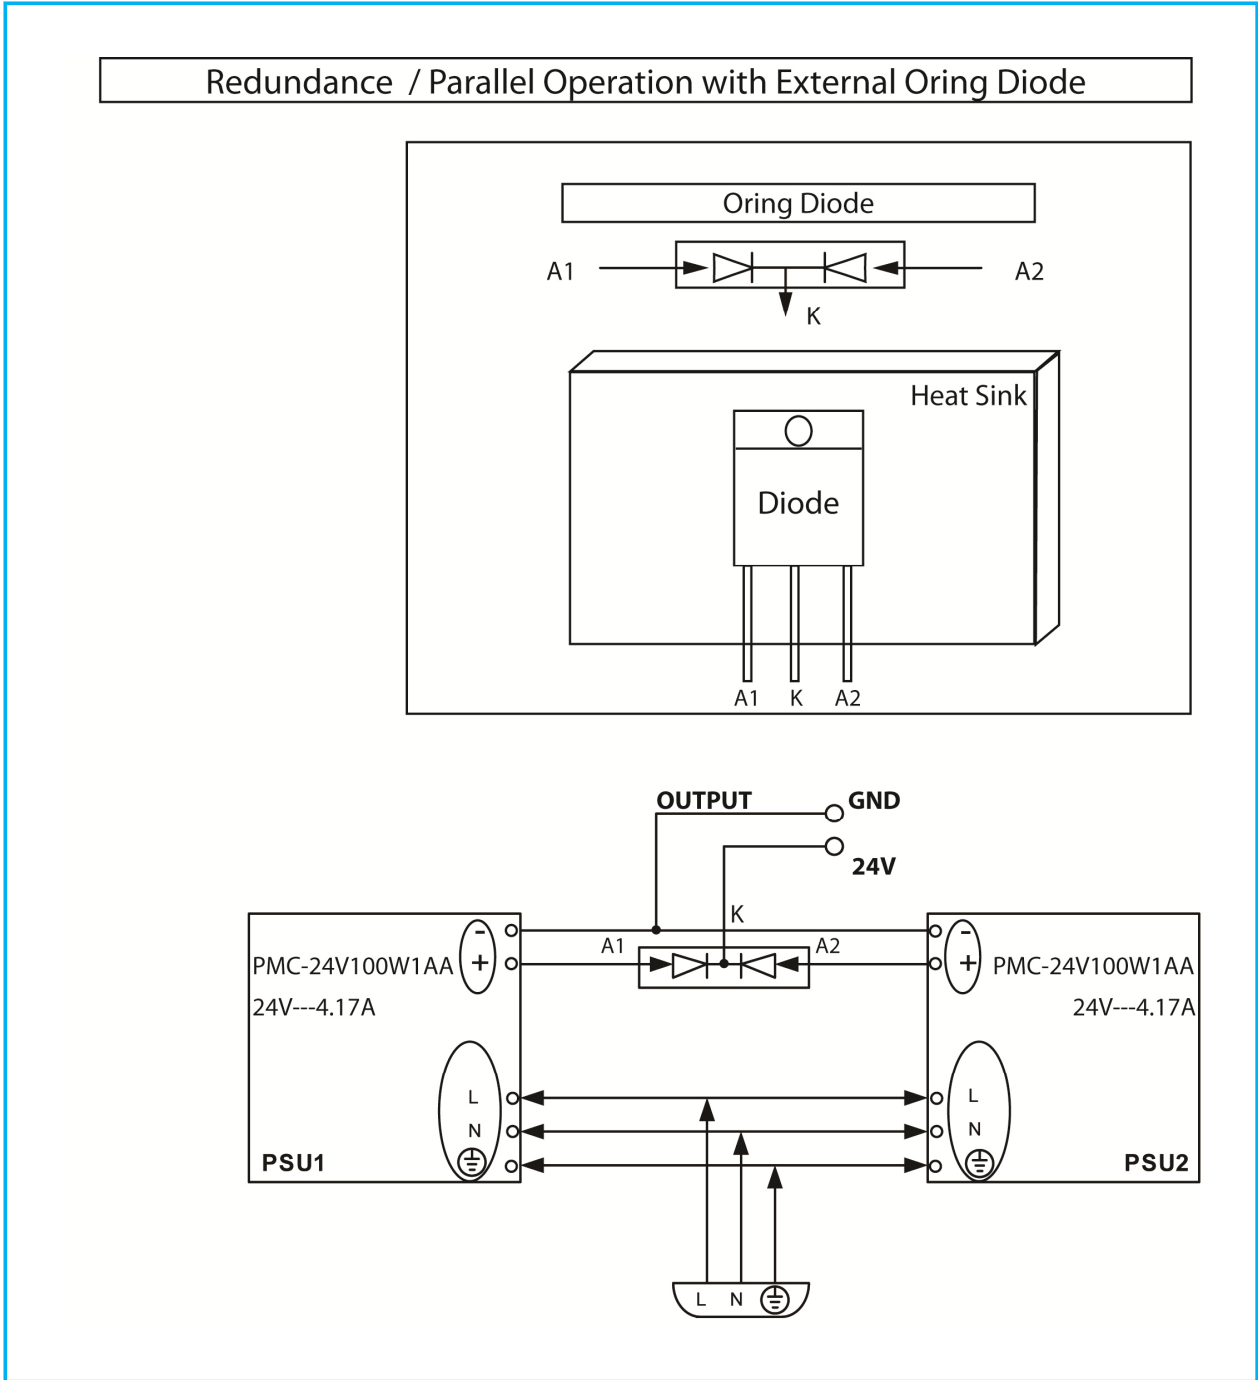 Redundance / Parallel Operation with External Oring Diode
Oring Diode
A1
A2
K
Heat Sink
Diode
A1 K A2
OUTPUT
GND
24V
K
A1
A2
-
-
PMC-24V100W1AA
+
+
PMC-24V100W1AA
24V---4.17A
24V---4.17A
L
L
N
N
PSU1
PSU2
L N